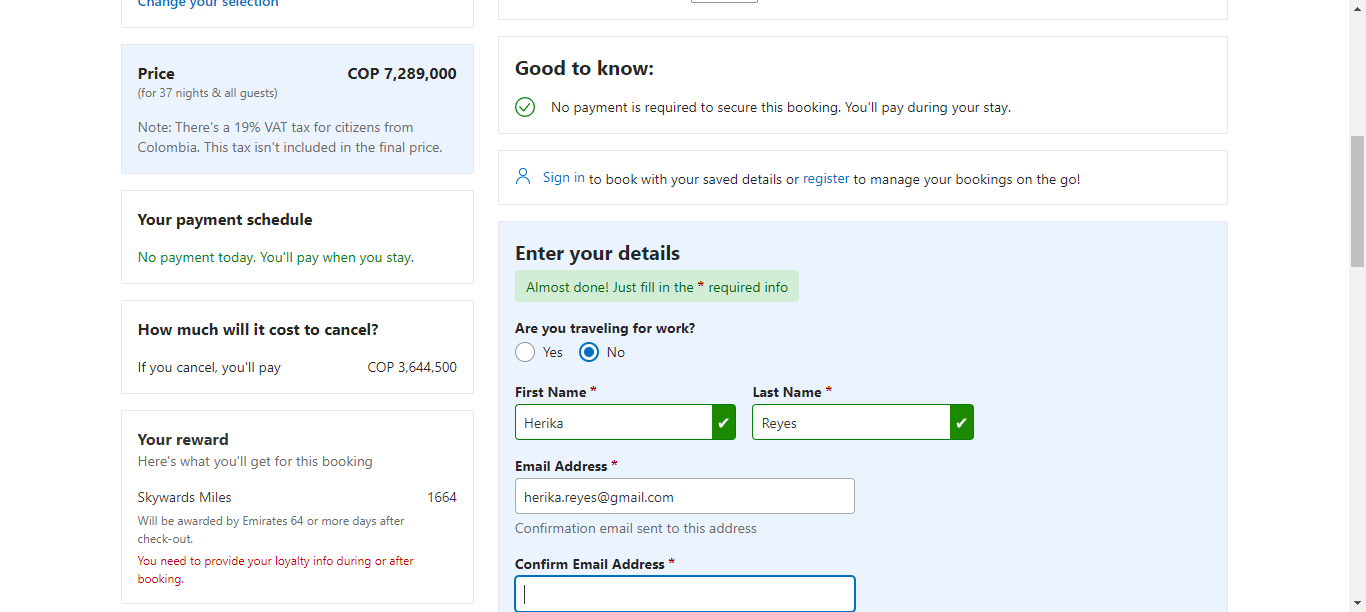 Change your selection
Price COP 7,289,000
(for 37 nights & all guests)
Note: There's a 19% VAT tax for citizens from
Colombia. This tax isn't included in the final price.
Your payment schedule
No payment today. You'll pay when you stay.
How much will it cost to cancel?
If you cancel, you'll pay COP 3,644,500
Your reward
Here's what you'll get for this booking
Skywards Miles 1664
Will be awarded by Emirates 64 or more days after
check-out.
You need to provide your loyalty info during or after
booking.
Good to know:
No payment is required to secure this booking. You'll pay during your stay.
Sign in to book with your saved details or register to manage your bookings on the go!
Enter your details
Almost done! Just fill in the * required info
Are you traveling for work?
Yes No
First Name * Last Name *
Herika Reyes
Email Address *
herika.reyes@gmail.com
Confirmation email sent to this address
Confirm Email Address *